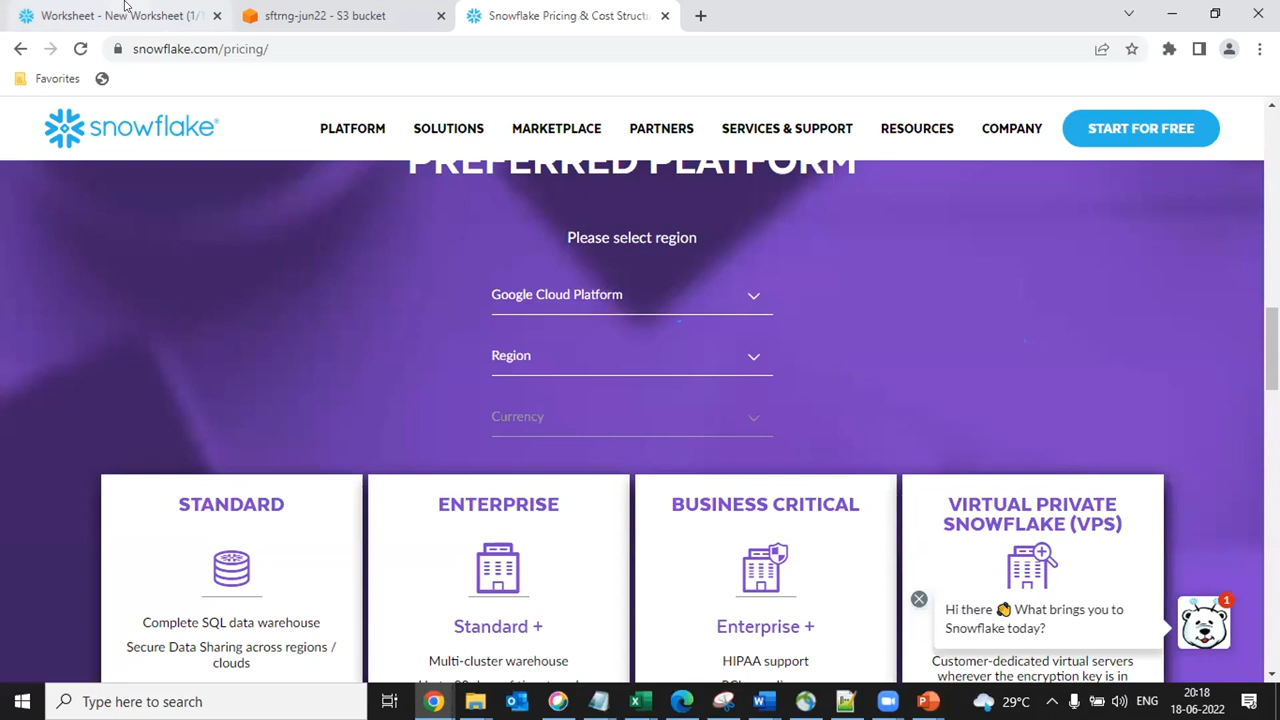 Worksheet - New Worksheet (1/1
sftrng-jun22 - S3 bucket
Snowflake Pricing & Cost Structu
snowflake.com/pricing/
Favorites
snowflake
PLATFORM
SOLUTIONS
MARKETPLACE
PARTNERS
SERVICES & SUPPORT
RESOURCES
COMPANY
START FOR FREE
PREFERRED PLATFORM
Please select region
Google Cloud Platform
Region
Currency
STANDARD
Complete SQL data warehouse
Secure Data Sharing across regions /
clouds
ENTERPRISE
Standard +
Multi-cluster warehouse
BUSINESS CRITICAL
Enterprise +
HIPAA support
VIRTUAL PRIVATE
SNOWFLAKE (VPS)
Customer-dedicated virtual servers
wherever the encryption key is in
Hi there 👋 What brings you to
Snowflake today?
1
Type here to search
29°C
ENG
20:18
18-06-2022